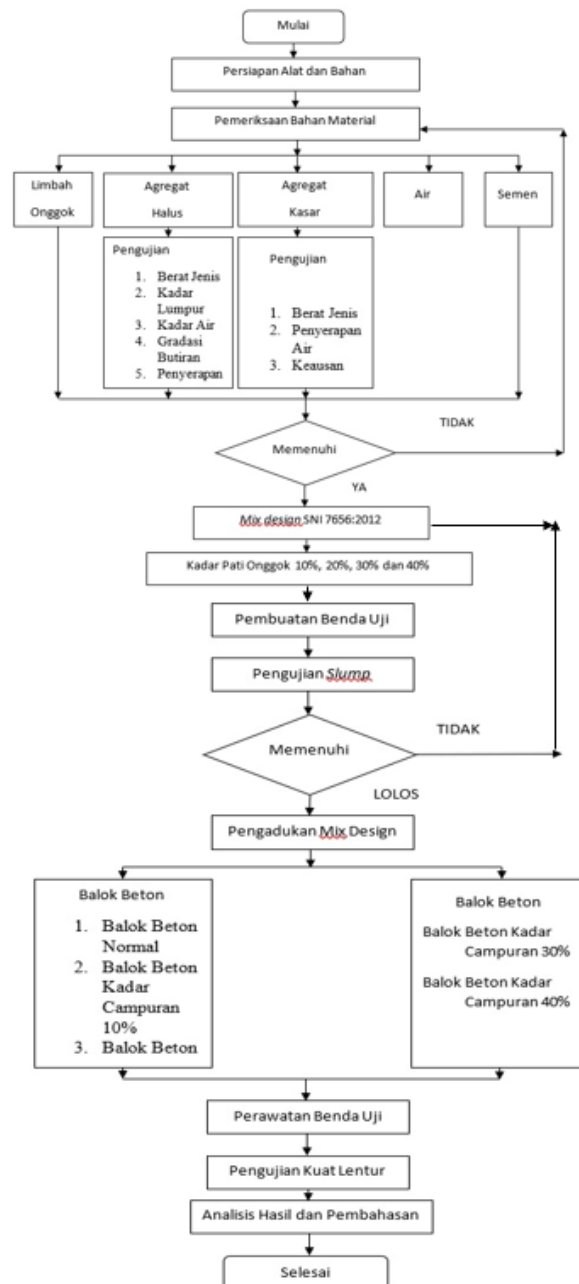 Mulai
Persiapan Alat dan Bahan
Pemeriksaan Bahan Material
Limbah
Onggok
Agregat
Halus
Agregat
Kasar
Air
Semen
Pengujian
1. Berat Jenis
2. Kadar
Lumpur
3. Kadar Air
4. Gradasi
Butiran
5. Penyerapan
Pengujian
1. Berat Jenis
2. Penyerapan
Air
3. Keausan
Memenuhi
TIDAK
YA
Mix design SNI 7656:2012
Kadar Pati Onggok 10%, 20%, 30% dan 40%
Pembuatan Benda Uji
Pengujian Slump
Memenuhi
TIDAK
LOLOS
Pengadukan Mix Design
Balok Beton
1. Balok Beton
Normal
2. Balok Beton
Kadar
Campuran
10%
3. Balok Beton
Balok Beton
Balok Beton Kadar
Campuran 30%
Balok Beton Kadar
Campuran 40%
Perawatan Benda Uji
Pengujian Kuat Lentur
Analisis Hasil dan Pembahasan
Selesai